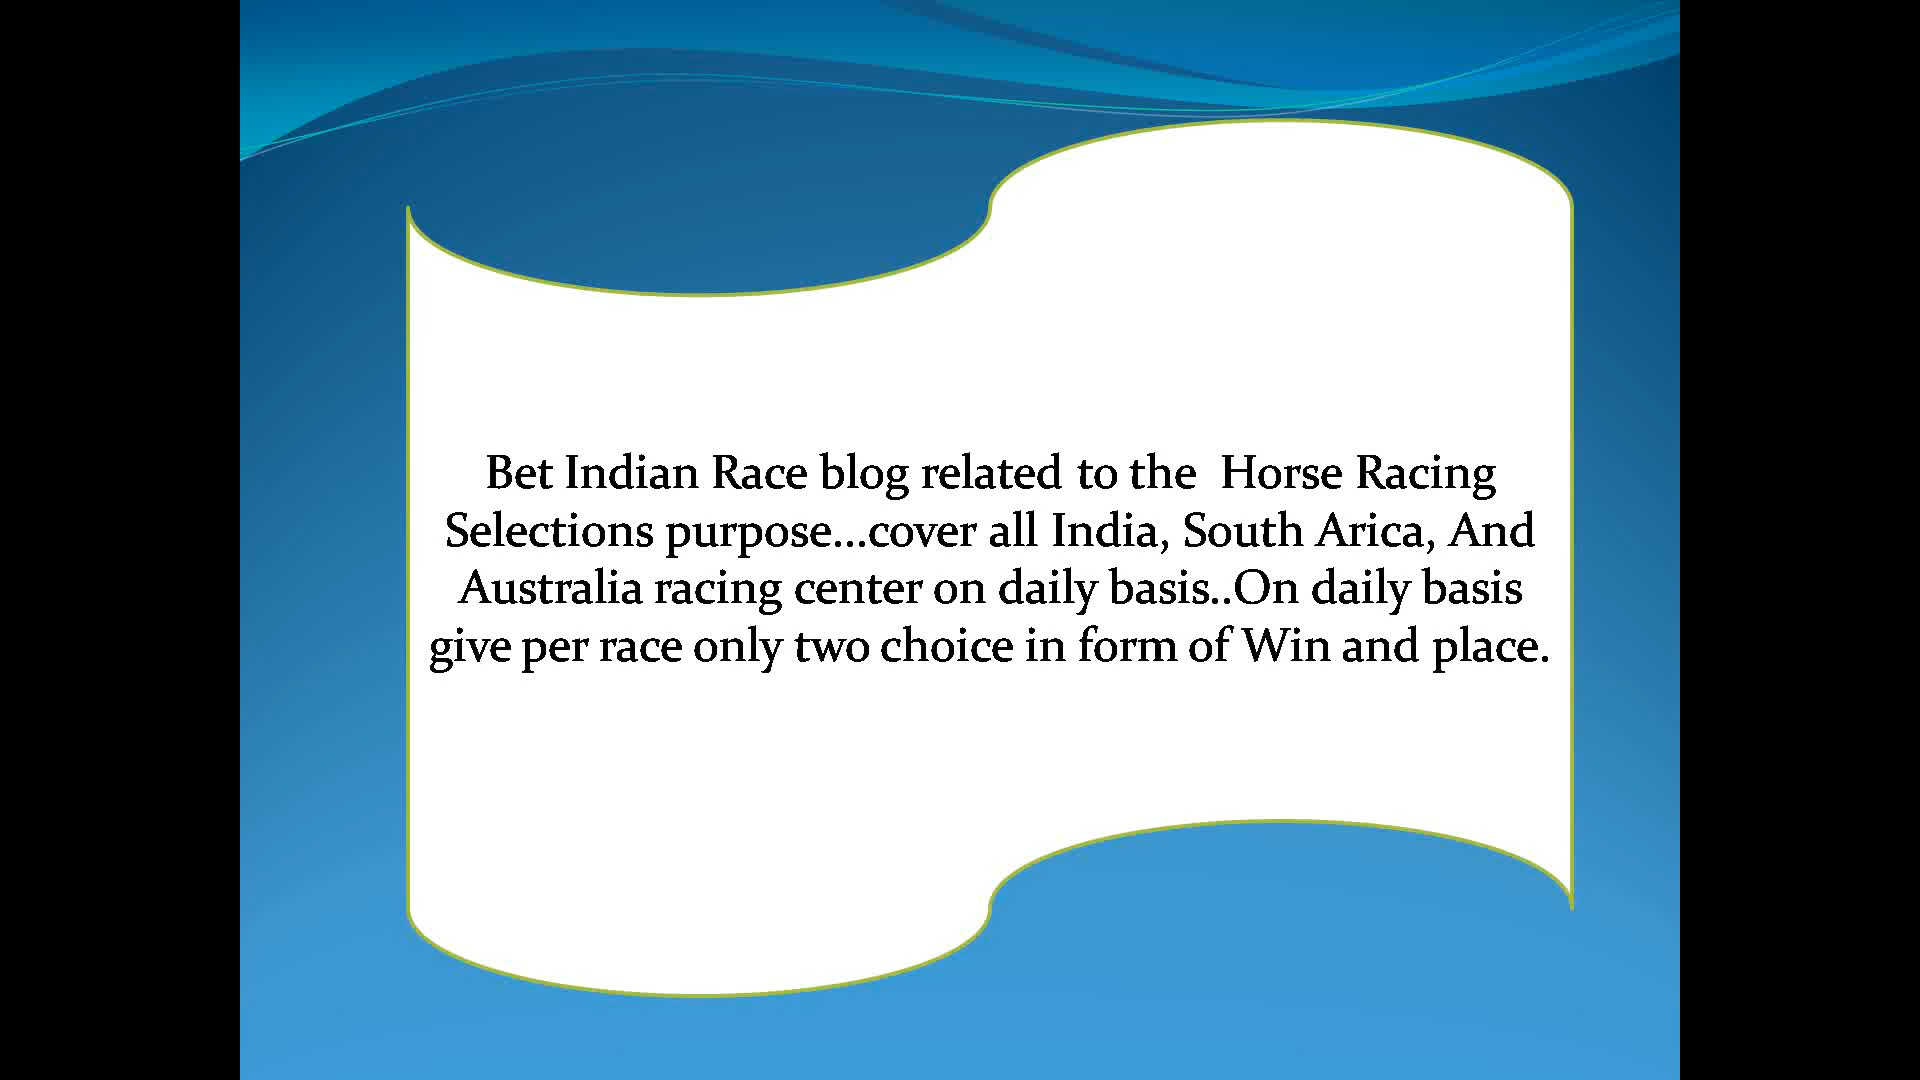 Bet Indian Race blog related to the  Horse Racing
Selections purpose...cover all India, South Arica, And
Australia racing center on daily basis..On daily basis
give per race only two choice in form of Win and place.